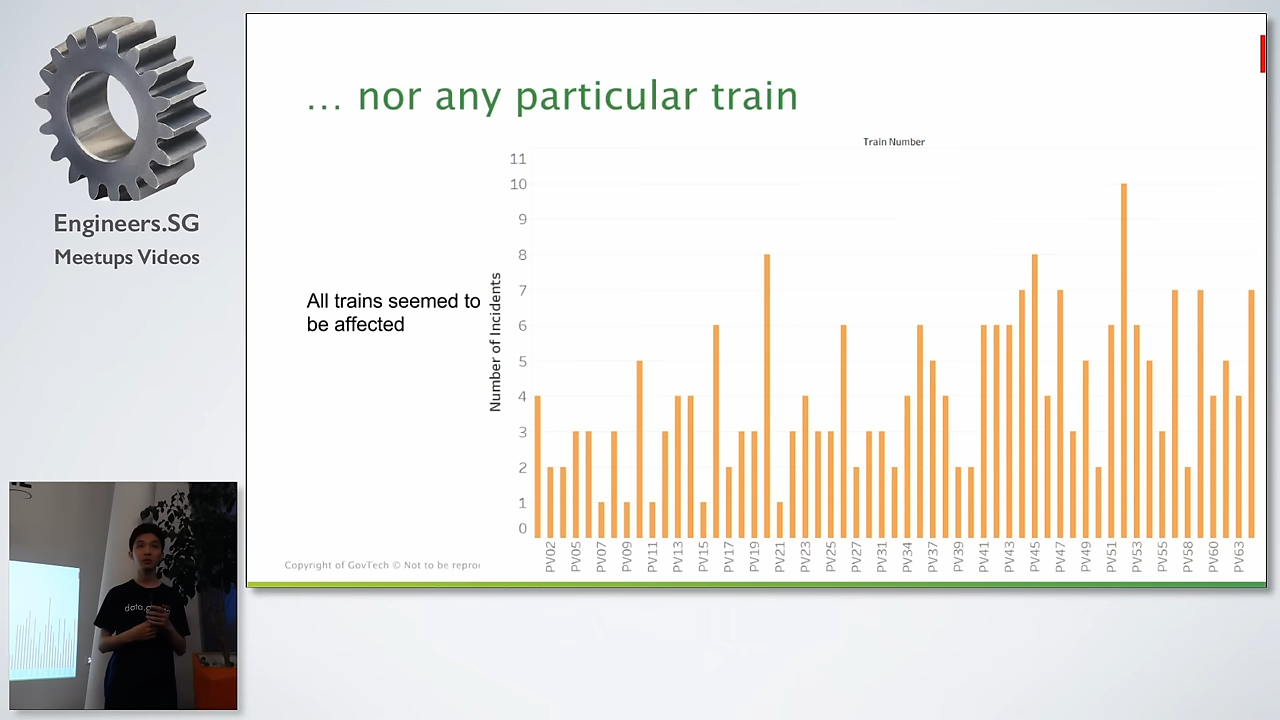 Engineers.SG
Meetups Videos
… nor any particular train
All trains seemed to
be affected
Train Number
Number of Incidents
11
10
9
8
7
6
5
4
3
2
1
0
PV02
PV05
PV07
PV09
PV11
PV13
PV15
PV17
PV19
PV21
PV23
PV25
PV27
PV31
PV34
PV37
PV39
PV41
PV43
PV45
PV47
PV49
PV51
PV53
PV55
PV58
PV60
PV63
Copyright of GovTech © Not to be repro